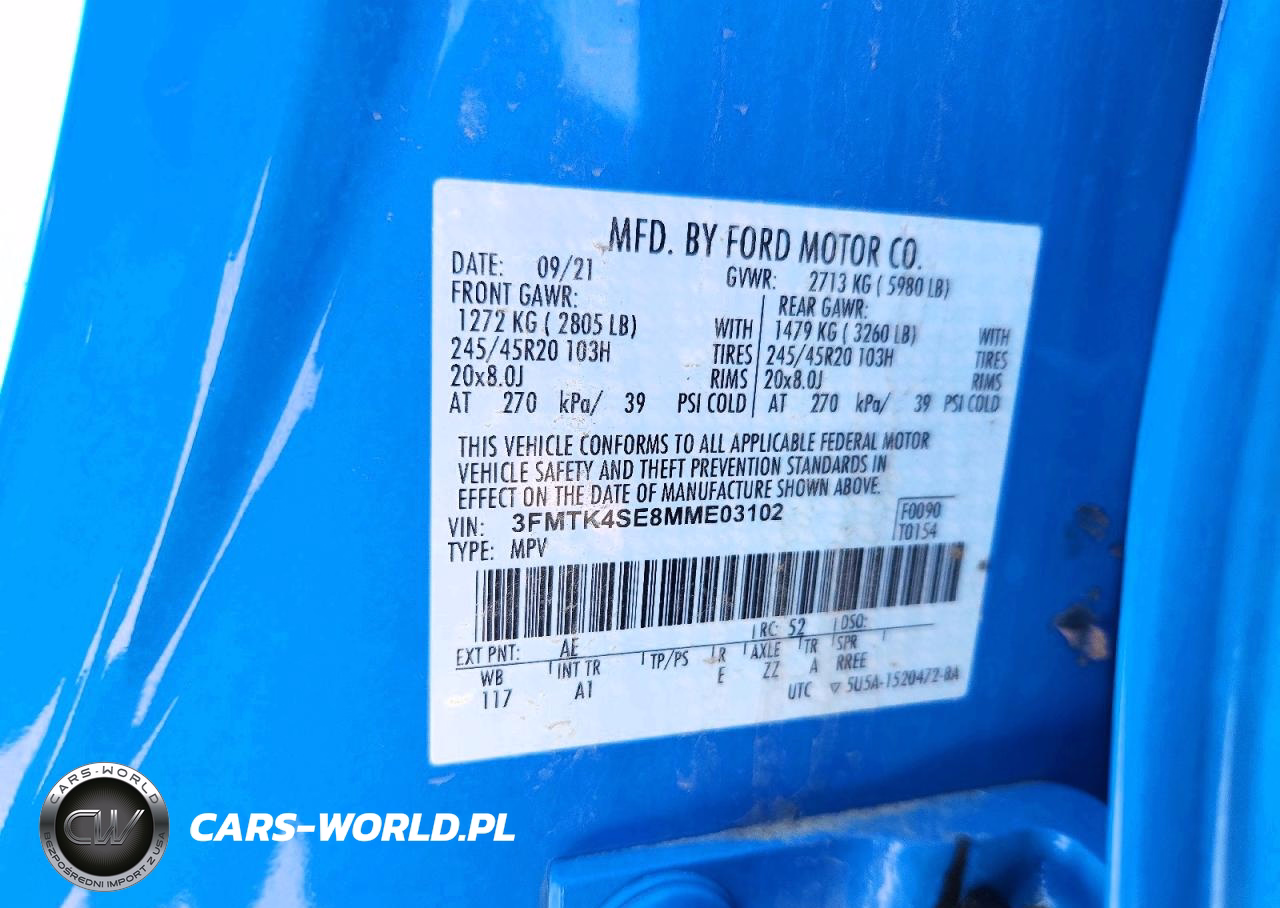 MFD. BY FORD MOTOR CO.
DATE: 09/21 GVWR: 2713 KG ( 5980 LB)
FRONT GAWR: REAR GAWR:
1272 KG ( 2805 LB) WITH 1479 KG ( 3260 LB) WITH
245/45R20 103H TIRES 245/45R20 103H TIRES
20x8.0J RIMS 20x8.0J RIMS
AT 270 kPa/ 39 PSI COLD AT 270 kPa/ 39 PSI COLD
THIS VEHICLE CONFORMS TO ALL APPLICABLE FEDERAL MOTOR
VEHICLE SAFETY AND THEFT PREVENTION STANDARDS IN
EFFECT ON THE DATE OF MANUFACTURE SHOWN ABOVE.
VIN: 3FMTK4SE8MME03102 F0090
TYPE: MPV T0154
EXT PNT: AE RC: 52 DSO:
WB INT TR TP/PS R AXLE TR SPR
117 A1 E ZZ A RREE
UTC ▽ 5U5A-1520472-BA
CARS-WORLD
CW
BEZPOŚREDNI IMPORT Z USA
CARS-WORLD.PL